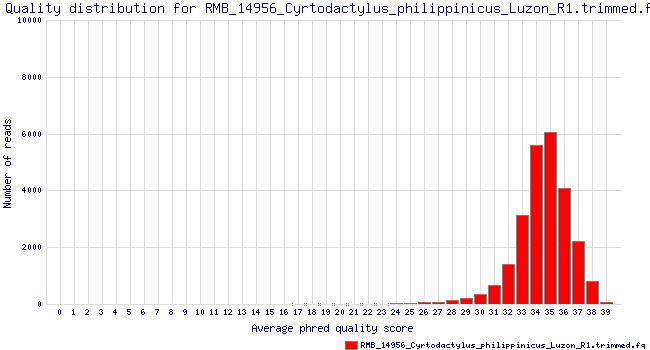 Quality distribution for RMB_14956_Cyrtodactylus_philippinicus_Luzon_R1.trimmed.f
10000
8000
6000
4000
2000
0
Number of reads
0 1 2 3 4 5 6 7 8 9 10 11 12 13 14 15 16 17 18 19 20 21 22 23 24 25 26 27 28 29 30 31 32 33 34 35 36 37 38 39
Average phred quality score
RMB_14956_Cyrtodactylus_philippinicus_Luzon_R1.trimmed.fq